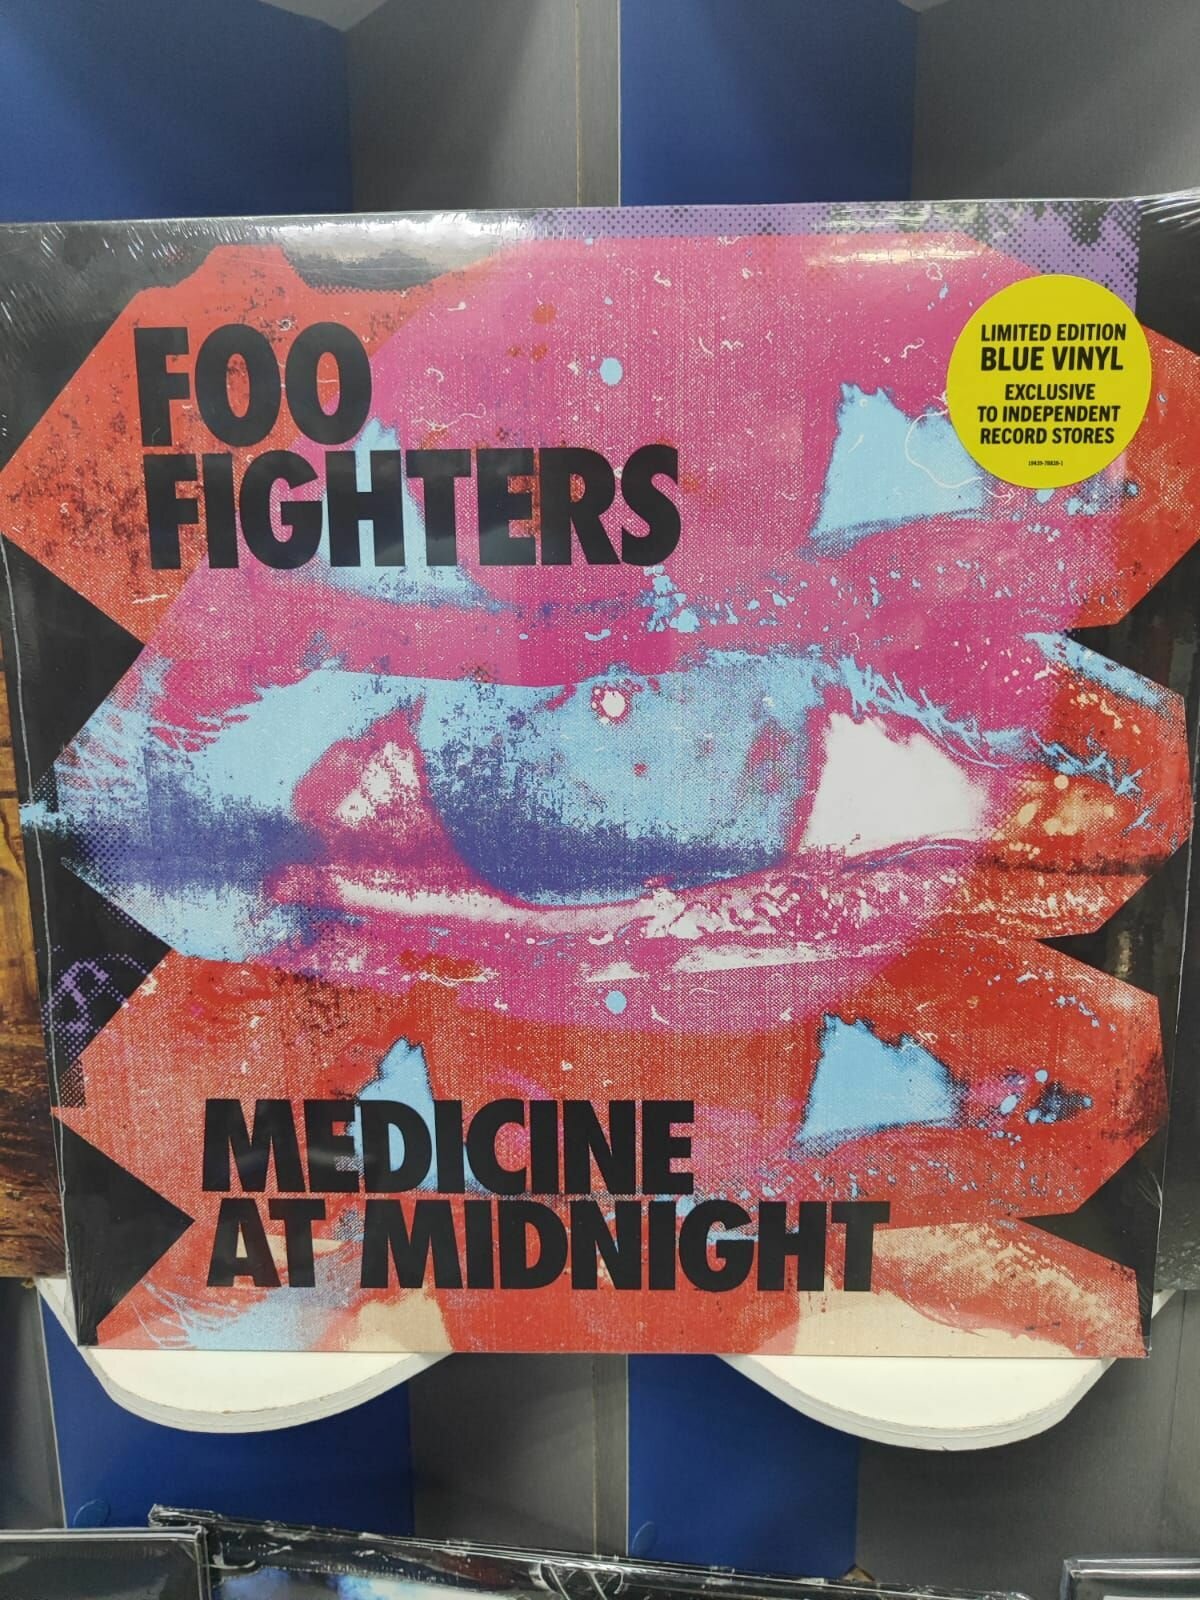 FOO
FIGHTERS
LIMITED EDITION
BLUE VINYL
EXCLUSIVE
TO INDEPENDENT
RECORD STORES
MEDICINE
AT MIDNIGHT